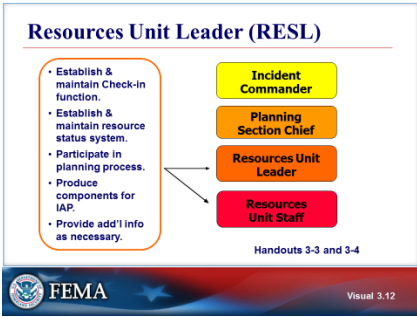 Resources Unit Leader (RESL)
• Establish &
maintain Check-in
function.
• Establish &
maintain resource
status system.
• Participate in
planning process.
• Produce
components for
IAP.
• Provide add'l info
as necessary.
Incident
Commander
Planning
Section Chief
Resources Unit
Leader
Resources
Unit Staff
Handouts 3-3 and 3-4
FEMA
Visual 3.12